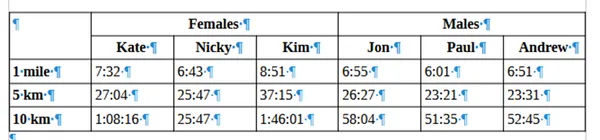 Females Males
Kate Nicky Kim Jon Paul Andrew
1 mile 7:32 6:43 8:51 6:55 6:01 6:51
5 km 27:04 25:47 37:15 26:27 23:21 23:31
10 km 1:08:16 25:47 1:46:01 58:04 51:35 52:45